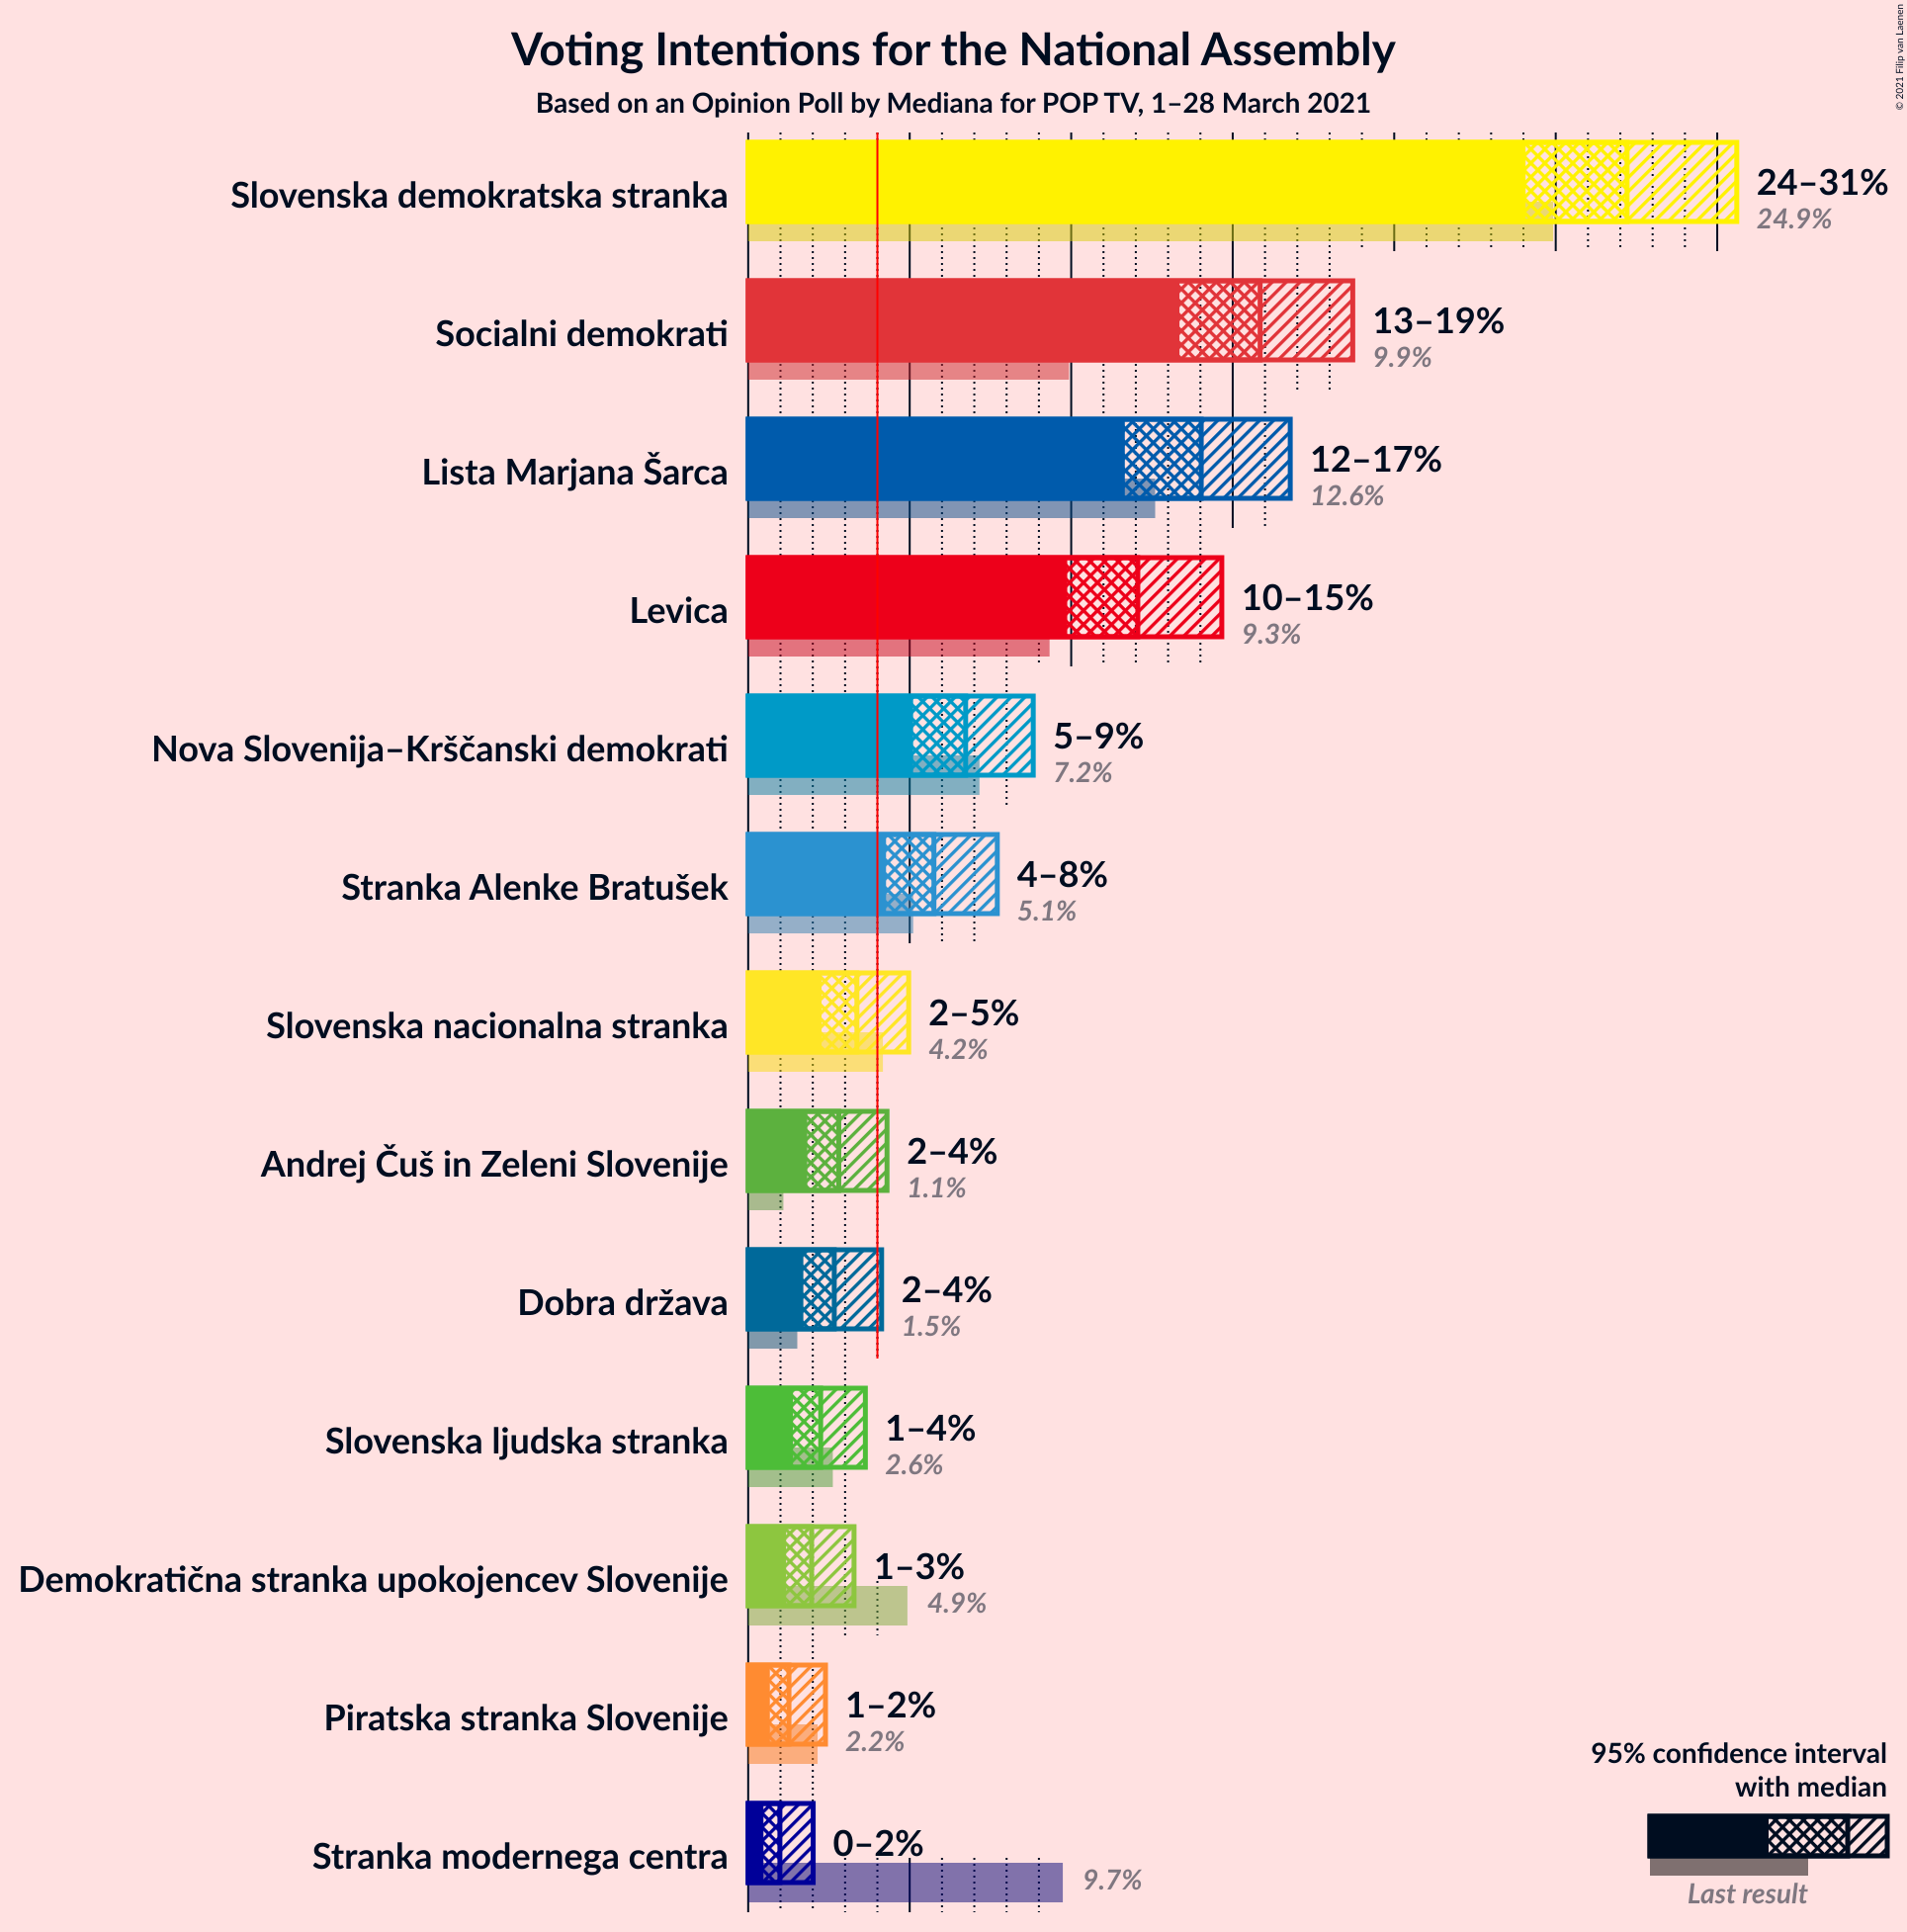 © 2021 Filip van Laenen
Voting Intentions for the National Assembly
Based on an Opinion Poll by Mediana for POP TV, 1–28 March 2021
Slovenska demokratska stranka
24–31%
24.9%
Socialni demokrati
13–19%
9.9%
Lista Marjana Šarca
12–17%
12.6%
Levica
10–15%
9.3%
Nova Slovenija–Krščanski demokrati
5–9%
7.2%
Stranka Alenke Bratušek
4–8%
5.1%
Slovenska nacionalna stranka
2–5%
4.2%
Andrej Čuš in Zeleni Slovenije
2–4%
1.1%
Dobra država
2–4%
1.5%
Slovenska ljudska stranka
1–4%
2.6%
Demokratična stranka upokojencev Slovenije
1–3%
4.9%
Piratska stranka Slovenije
1–2%
2.2%
Stranka modernega centra
0–2%
9.7%
95% confidence interval
with median
Last result